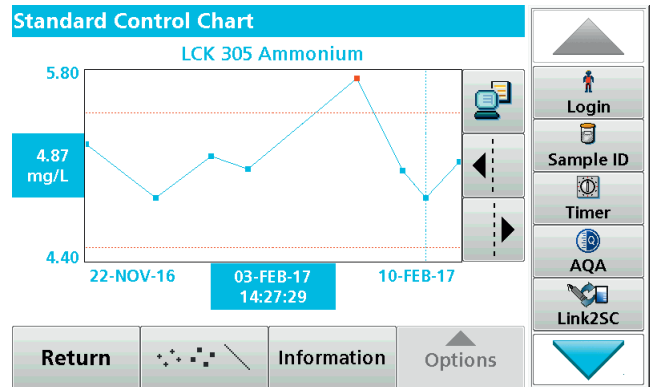 Standard Control Chart
LCK 305 Ammonium
5.80
4.87
mg/L
4.40
22-NOV-16
03-FEB-17
14:27:29
10-FEB-17
Login
Sample ID
Timer
AQA
Link2SC
Return
Information
Options